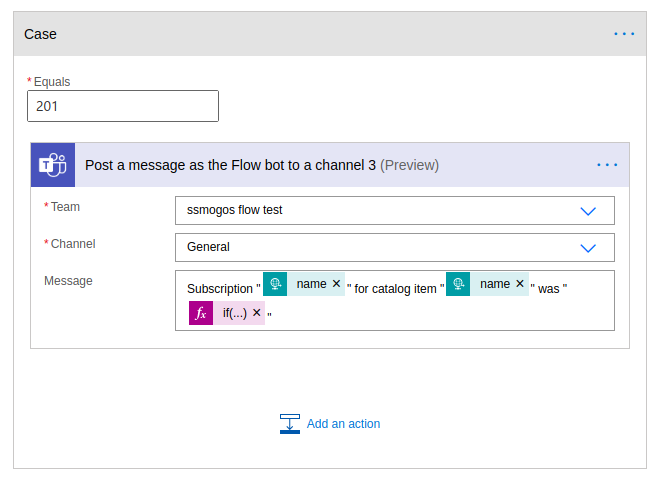 Case
* Equals
201
T
Post a message as the Flow bot to a channel 3 (Preview)
* Team
ssmogos flow test
* Channel
General
Message
Subscription " name × " for catalog item " name × " was "
fx if(...) × "
Add an action